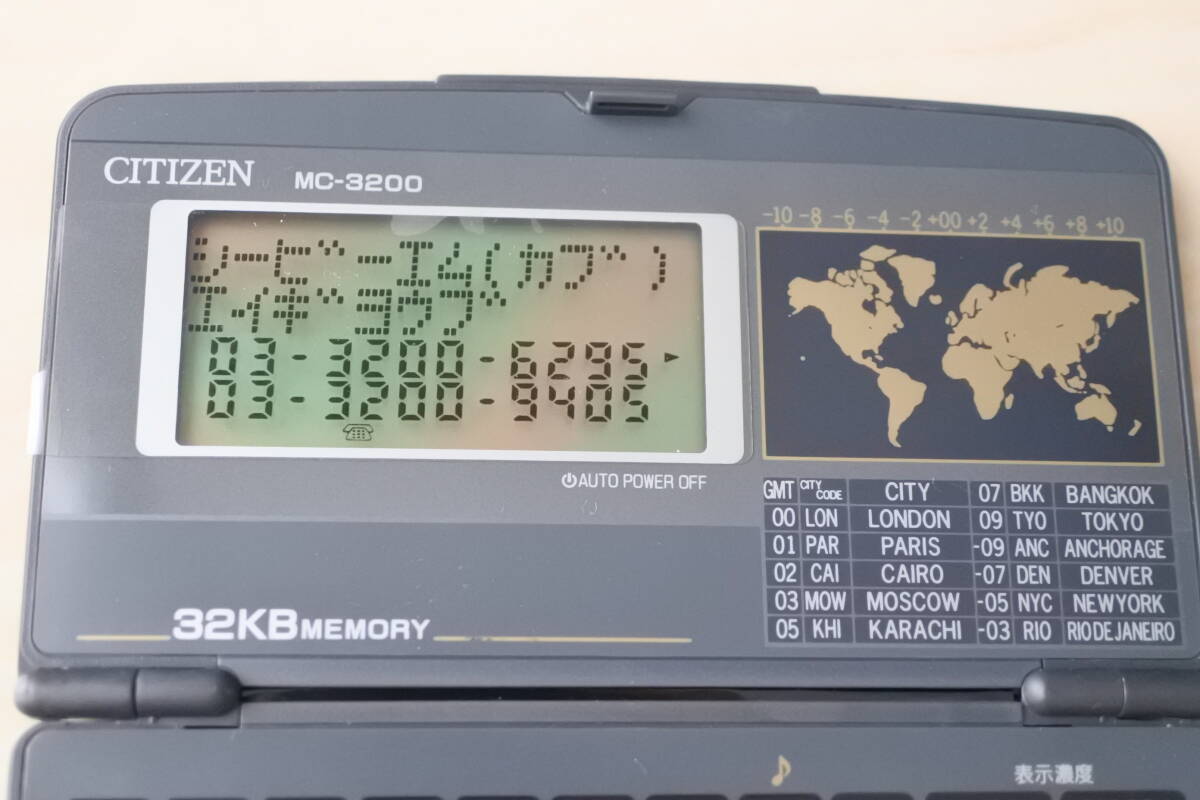 CITIZEN MC-3200
-10 -8 -6 -4 -2 +00 +2 +4 +6 +8 +10
シービーエム(カブ)
エイギョウブ
03-3200-6295
03-3200-9405
AUTO POWER OFF
GMT CITY CODE CITY 07 BKK BANGKOK
00 LON LONDON 09 TYO TOKYO
01 PAR PARIS -09 ANC ANCHORAGE
02 CAI CAIRO -07 DEN DENVER
03 MOW MOSCOW -05 NYC NEWYORK
05 KHI KARACHI -03 RIO RIODEJANEIRO
32KB MEMORY
表示濃度